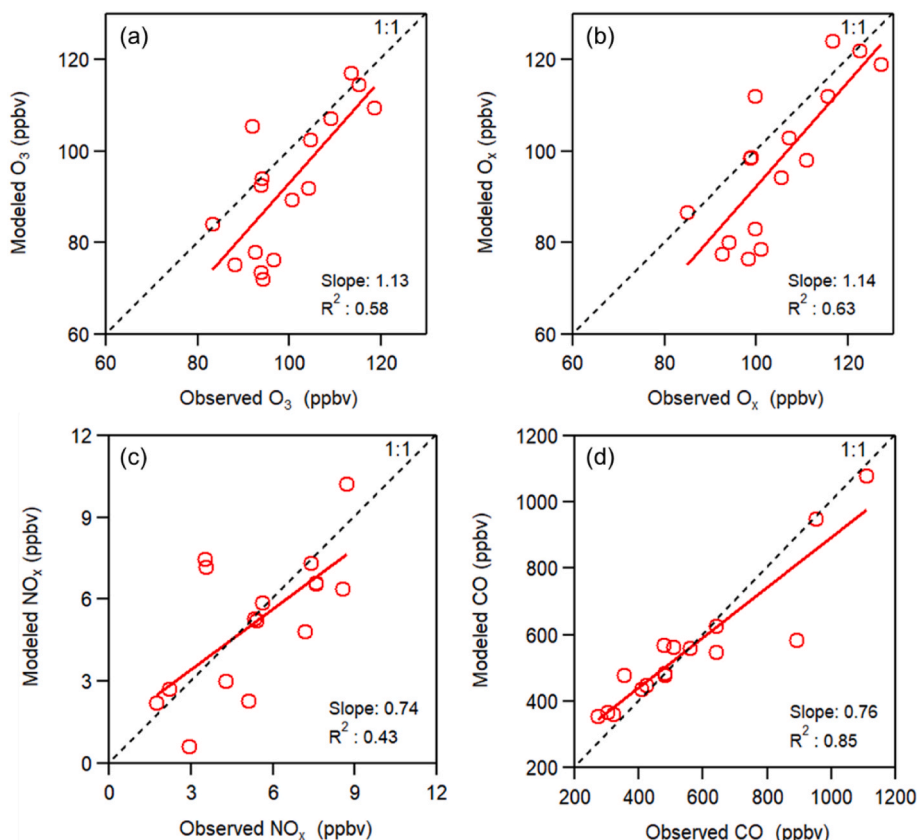 (a)
1:1
120
100
80
60
Modeled O₃ (ppbv)
Slope: 1.13
R² : 0.58
60 80 100 120
Observed O₃ (ppbv)
(b)
1:1
120
100
80
60
Modeled Oₓ (ppbv)
Slope: 1.14
R² : 0.63
60 80 100 120
Observed Oₓ (ppbv)
(c)
1:1
12
9
6
3
0
Modeled NOₓ (ppbv)
Slope: 0.74
R² : 0.43
0 3 6 9 12
Observed NOₓ (ppbv)
(d)
1:1
1200
1000
800
600
400
200
Modeled CO (ppbv)
Slope: 0.76
R² : 0.85
200 400 600 800 1000 1200
Observed CO (ppbv)